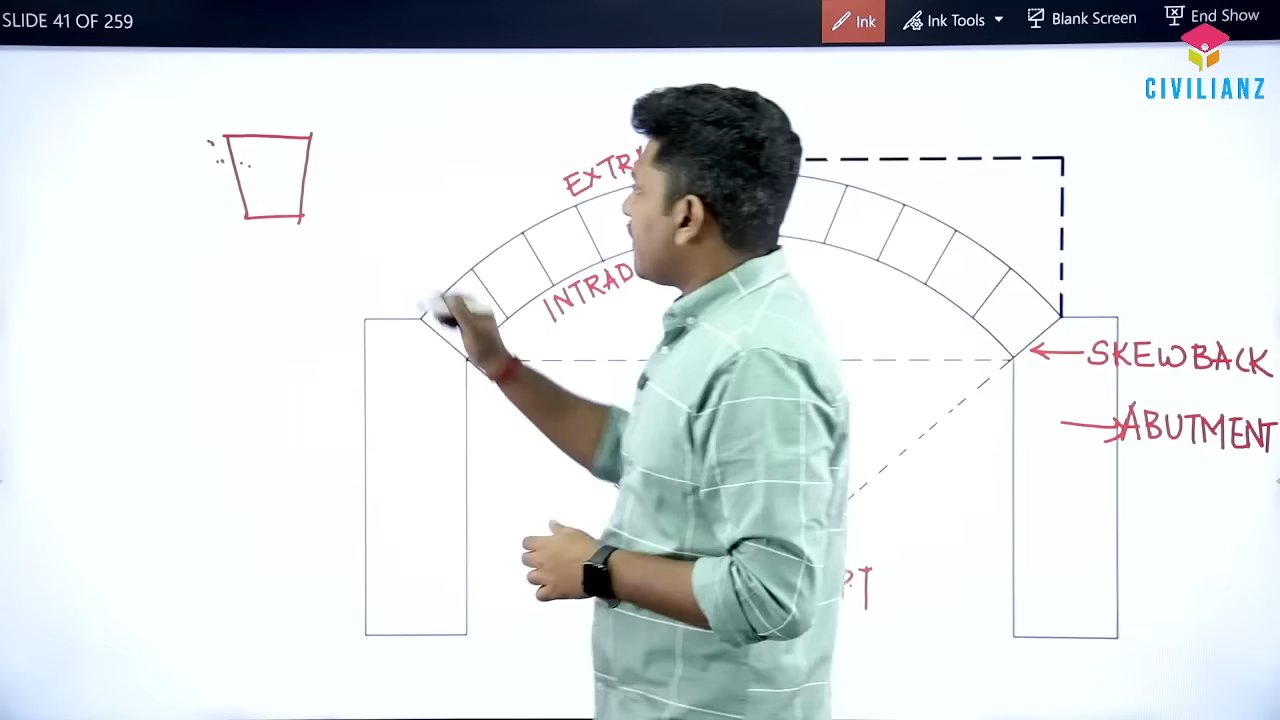 SLIDE 41 OF 259
Ink
Ink Tools
Blank Screen
End Show
CIVILIANZ
SKEWBACK
ABUTMENT